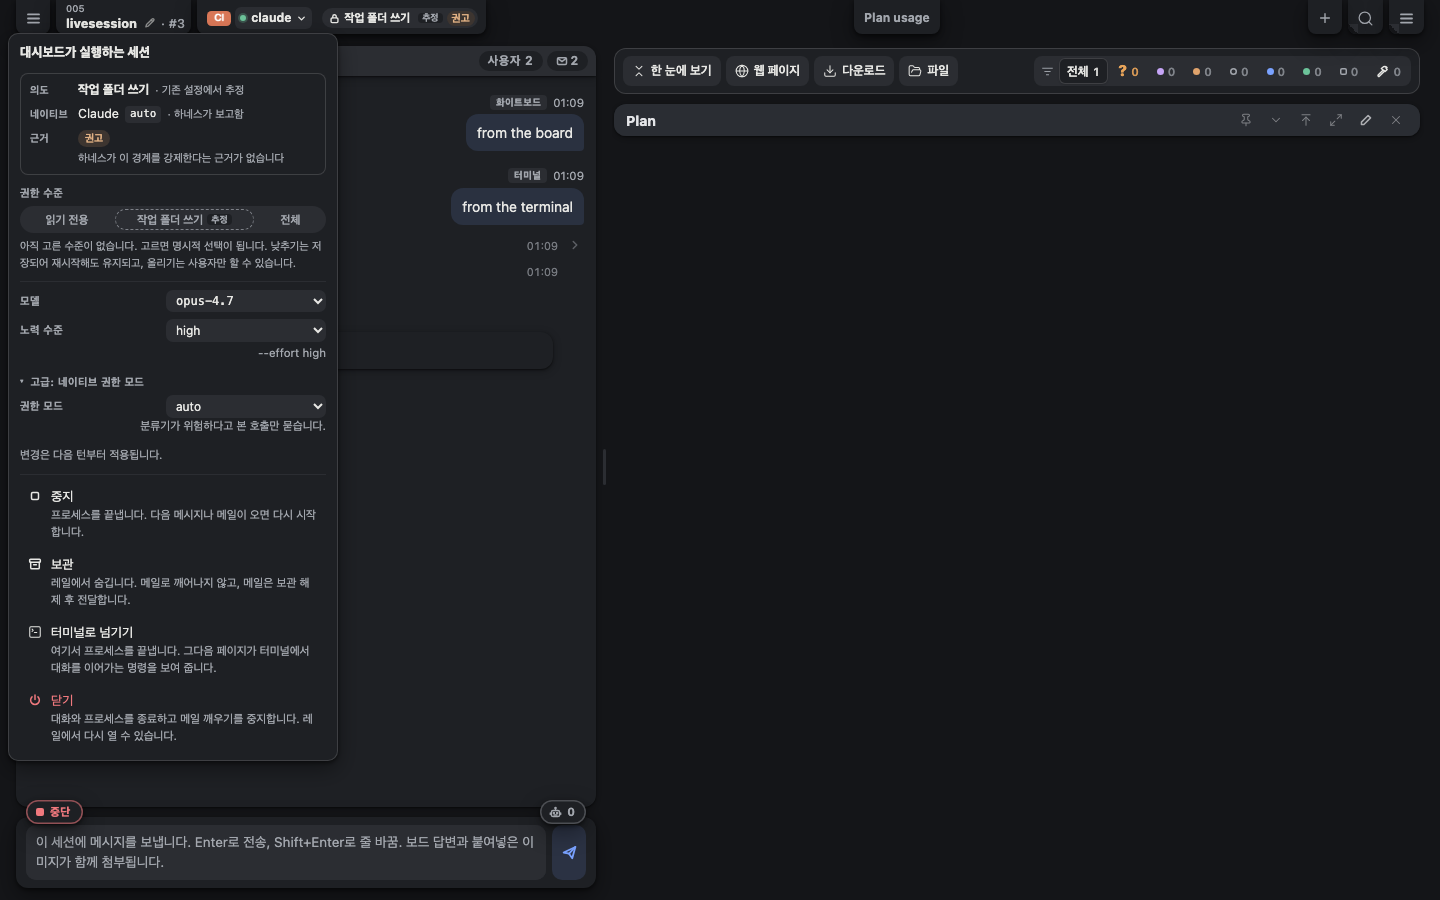 005
livesession · #3
CI claude
작업 폴더 쓰기 추정 권고
Plan usage
대시보드가 실행하는 세션
의도 작업 폴더 쓰기 · 기존 설정에서 추정
네이티브 Claude auto · 하네스가 보고함
근거 권고
하네스가 이 경계를 강제한다는 근거가 없습니다
권한 수준
읽기 전용 작업 폴더 쓰기 추정 전체
아직 고른 수준이 없습니다. 고르면 명시적 선택이 됩니다. 낮추기는 저
장되어 재시작해도 유지되고, 올리기는 사용자만 할 수 있습니다.
모델 opus-4.7
노력 수준 high
--effort high
고급: 네이티브 권한 모드
권한 모드 auto
분류기가 위험하다고 본 호출만 묻습니다.
변경은 다음 턴부터 적용됩니다.
중지
프로세스를 끝냅니다. 다음 메시지나 메일이 오면 다시 시작
합니다.
보관
레일에서 숨깁니다. 메일로 깨어나지 않고, 메일은 보관 해
제 후 전달합니다.
터미널로 넘기기
여기서 프로세스를 끝냅니다. 그다음 페이지가 터미널에서
대화를 이어가는 명령을 보여 줍니다.
닫기
대화와 프로세스를 종료하고 메일 깨우기를 중지합니다. 레
일에서 다시 열 수 있습니다.
사용자 2 2
화이트보드 01:09
from the board
터미널 01:09
from the terminal
01:09
01:09
중단
0
이 세션에 메시지를 보냅니다. Enter로 전송, Shift+Enter로 줄 바꿈. 보드 답변과 붙여넣은 이
미지가 함께 첨부됩니다.
한 눈에 보기 웹 페이지 다운로드 파일
전체 1 ? 0 0 0 0 0 0 0 0
Plan